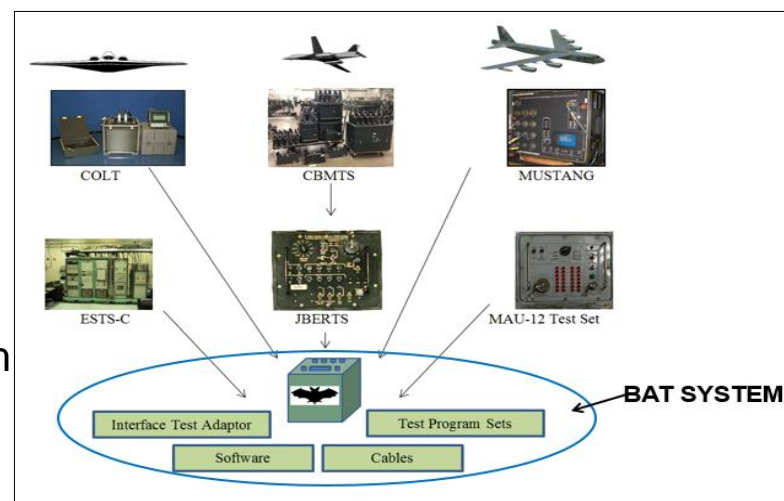 COLT
CBMTS
MUSTANG
ESTS-C
JBERTS
MAU-12 Test Set
n
BAT SYSTEM
Interface Test Adaptor
Test Program Sets
Software
Cables